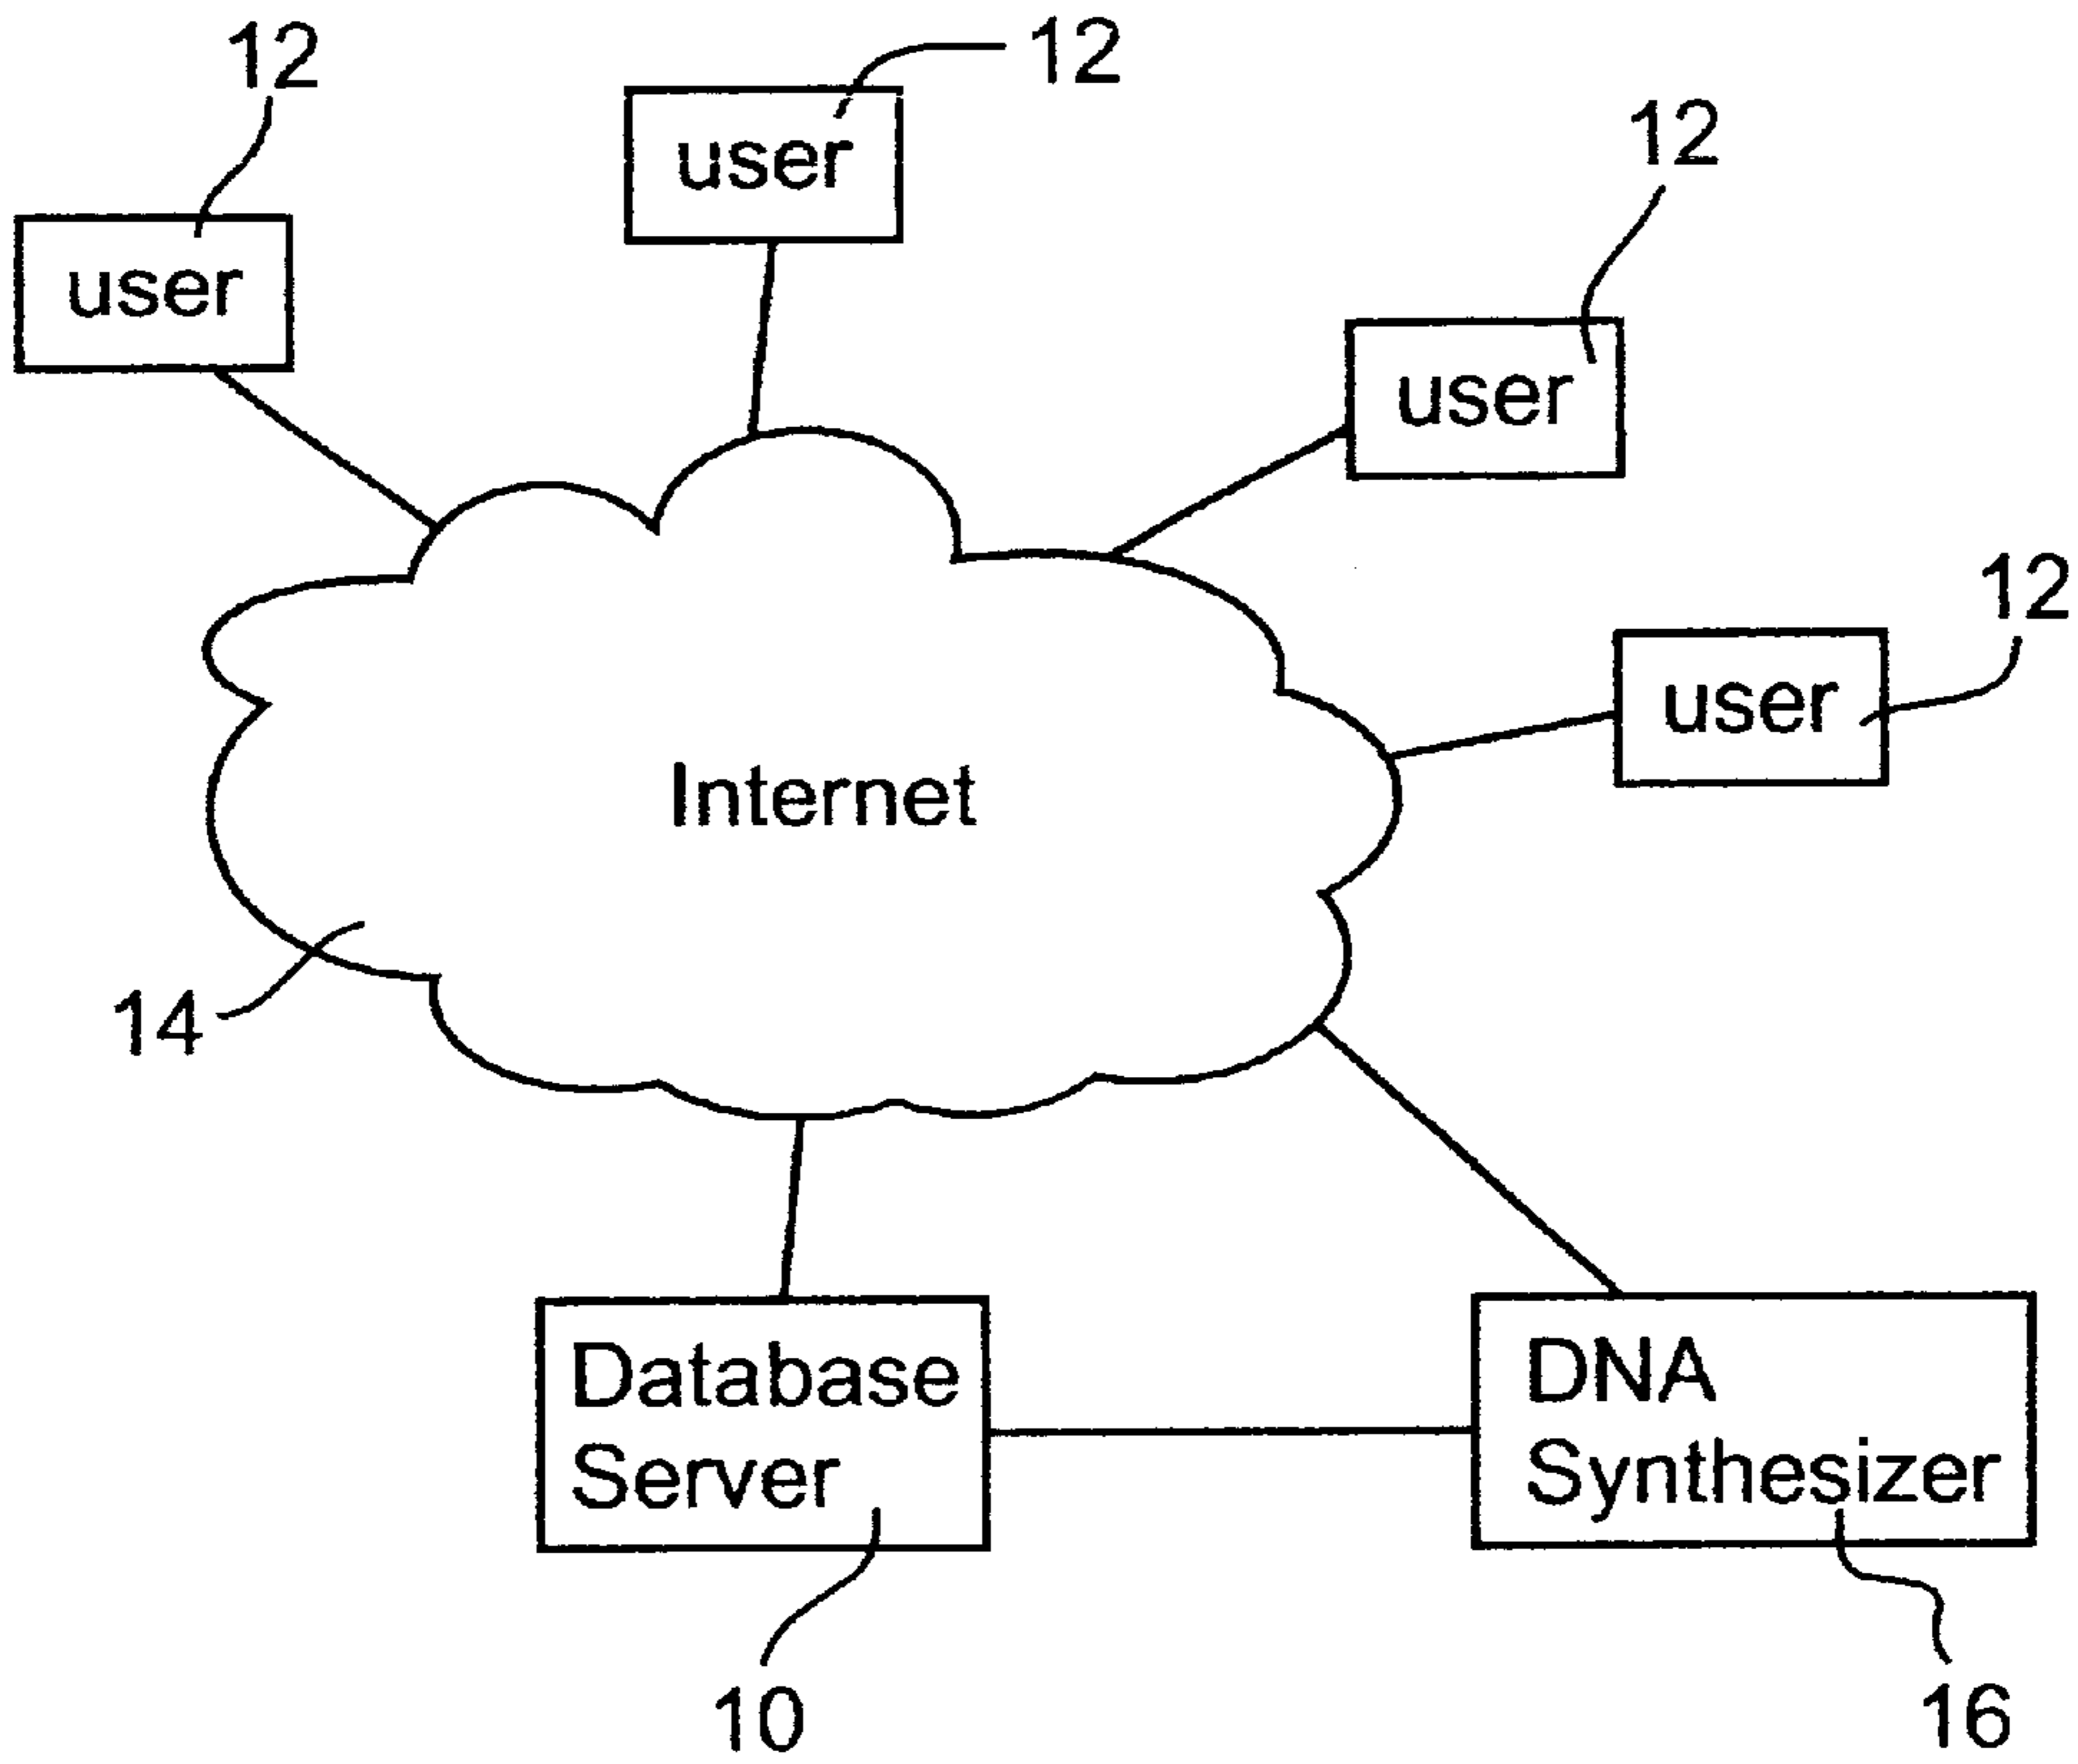 12
12
user
12
user
user
12
user
Internet
14
Database
Server
DNA
Synthesizer
10
16